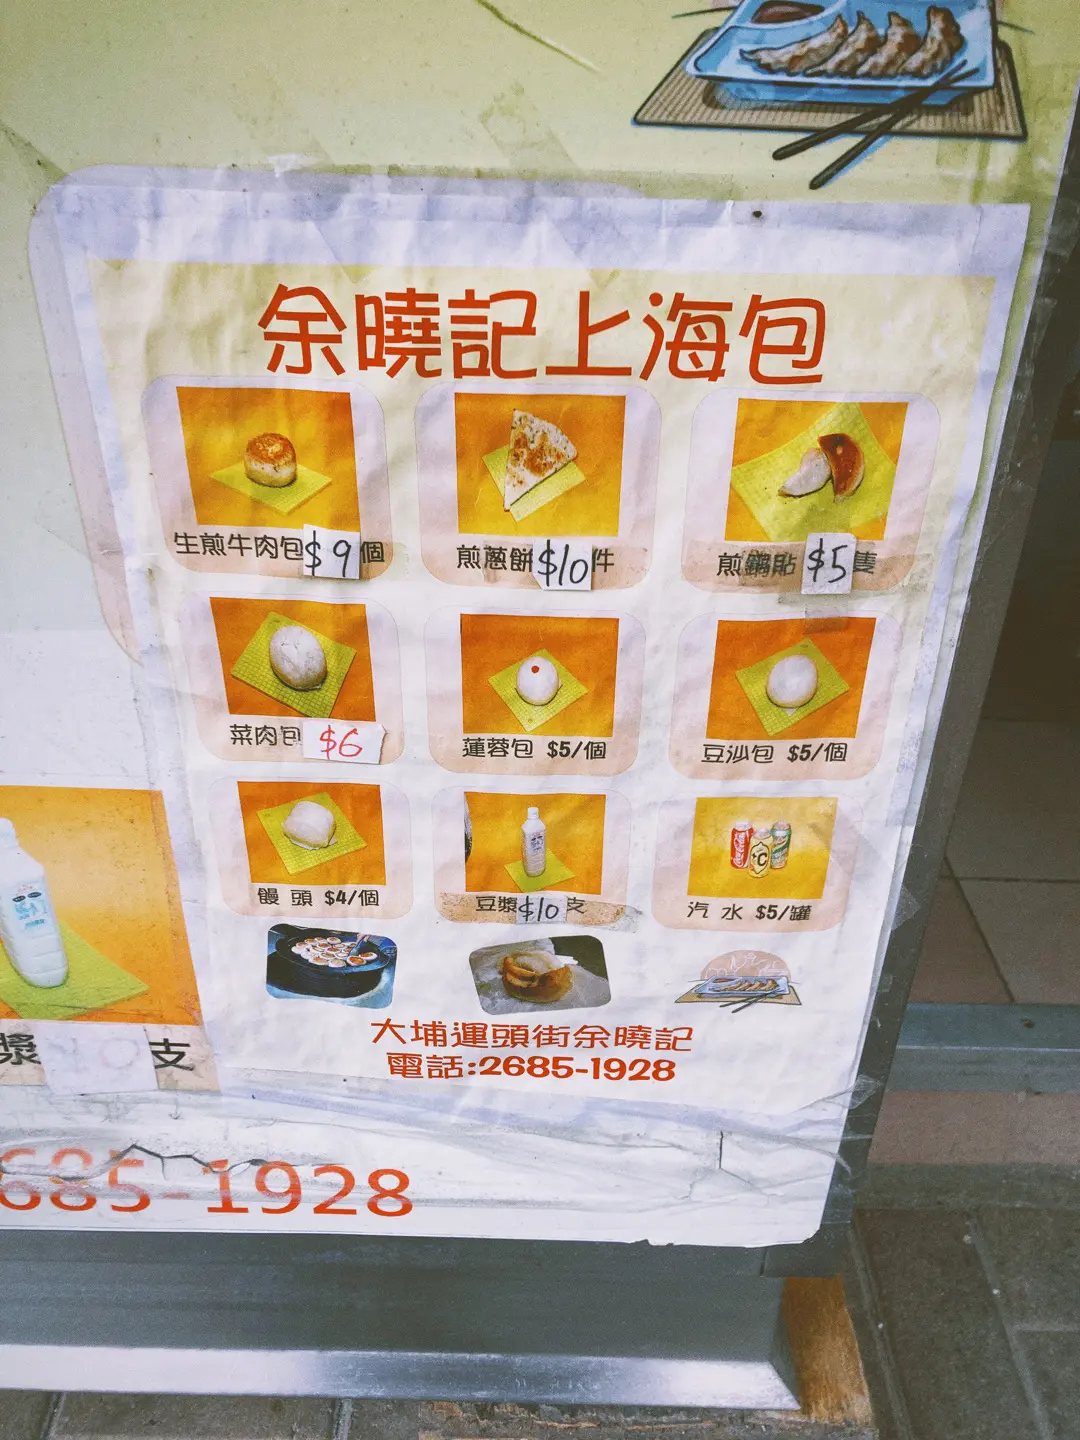 余曉記上海包
生煎牛肉包$9個
煎蔥餅$10件
煎鍋貼$5隻
菜肉包$6
蓮蓉包 $5/個
豆沙包 $5/個
饅 頭 $4/個
豆漿$10支
汽 水 $5/罐
大埔運頭街余曉記
電話:2685-1928
漿 支
685-1928